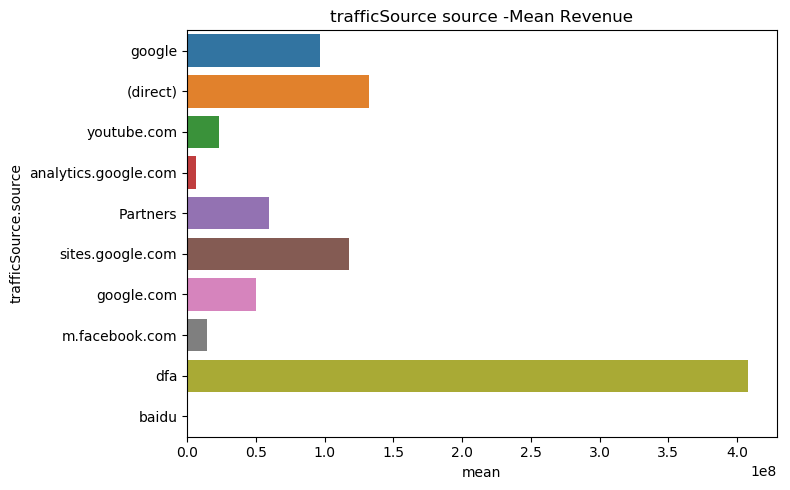 trafficSource source -Mean Revenue
trafficSource.source
google
(direct)
youtube.com
analytics.google.com
Partners
sites.google.com
google.com
m.facebook.com
dfa
baidu
0.0 0.5 1.0 1.5 2.0 2.5 3.0 3.5 4.0
1e8
mean